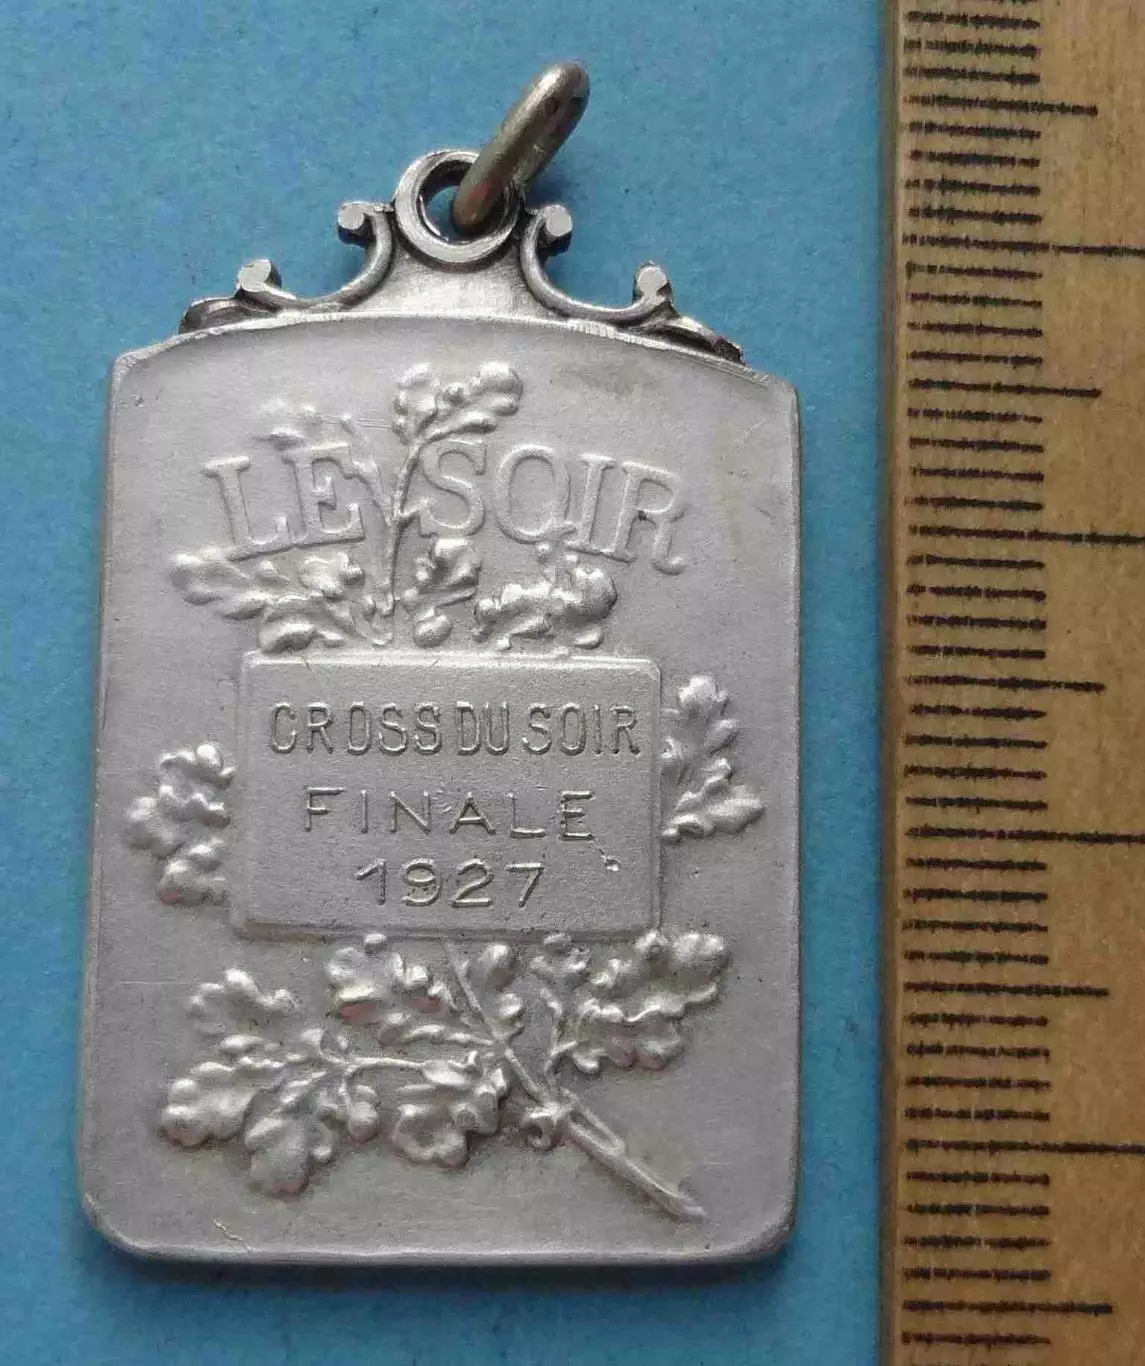 LE SOIR
CROSS DU SOIR
FINALE
1927